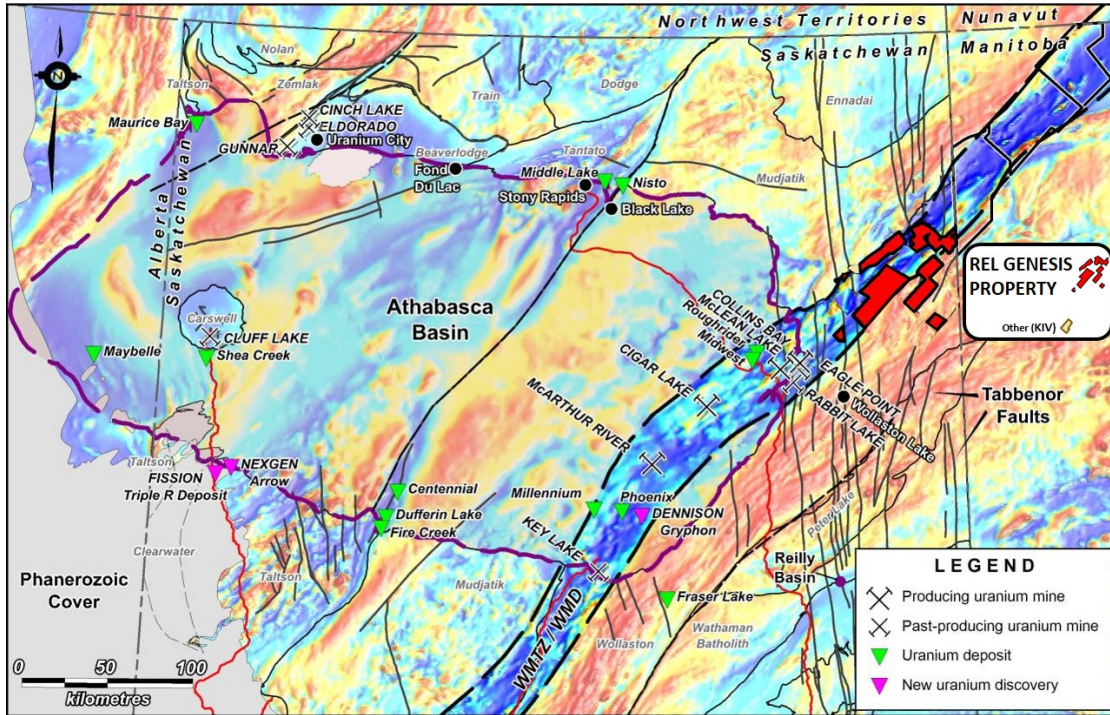 Northwest Territories
Nunavut
Saskatchewan
Manitoba
N
Nolan
Taltson
Zemlak
Train
Dodge
Ennadai
CINCH LAKE
ELDORADO
Maurice Bay
GUNNAR
Uranium City
Beaverlodge
Fond
Du Lac
Tantato
Middle Lake
Nisto
Mudjatik
Stony Rapids
Black Lake
Alberta
Saskatchewan
REL GENESIS
PROPERTY
Other (KIV)
Athabasca
Basin
Carswell
CLUFF LAKE
Shea Creek
Maybelle
COLLINS BAY
McLEAN LAKE
Roughrider
Midwest
CIGAR LAKE
EAGLE POINT
RABBIT LAKE
Wollaston Lake
Tabbenor
Faults
McARTHUR RIVER
Taltson
NEXGEN
Arrow
FISSION
Triple R Deposit
Centennial
Dufferin Lake
Fire Creek
Millennium
Phoenix
DENNISON
Gryphon
KEY LAKE
Peter Lake
Clearwater
Taltson
Mudjatik
Reilly
Basin
Phanerozoic
Cover
Fraser Lake
Wollaston
Wathaman
Batholith
WMTZ / WMD
0 50 100
kilometres
LEGEND
Producing uranium mine
Past-producing uranium mine
Uranium deposit
New uranium discovery